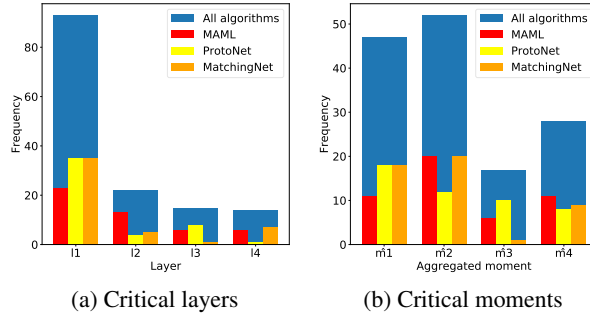 All algorithms
MAML
ProtoNet
MatchingNet
Frequency
80
60
40
20
0
l1 l2 l3 l4
Layer
(a) Critical layers
All algorithms
MAML
ProtoNet
MatchingNet
Frequency
50
40
30
20
10
0
m̂1 m̂2 m̂3 m̂4
Aggregated moment
(b) Critical moments